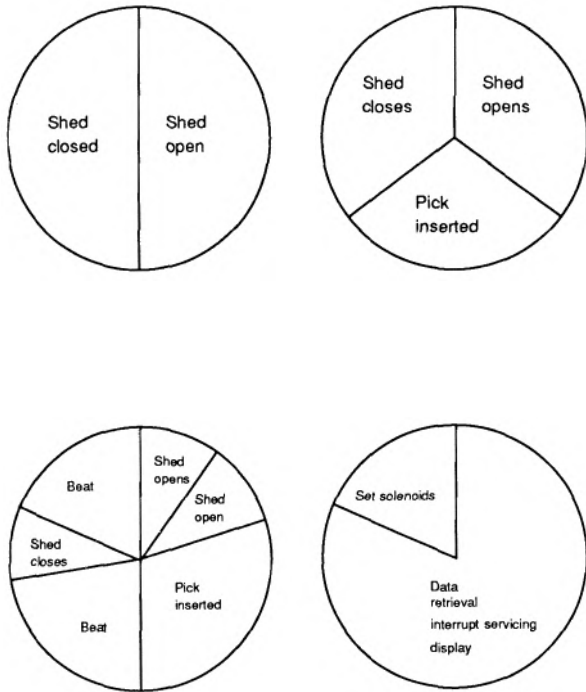 Shed
closed
Shed
open
Shed
closes
Shed
opens
Pick
inserted
Beat
Shed
opens
Shed
open
Shed
closes
Pick
inserted
Beat
Set solenoids
Data
retrieval
interrupt servicing
display